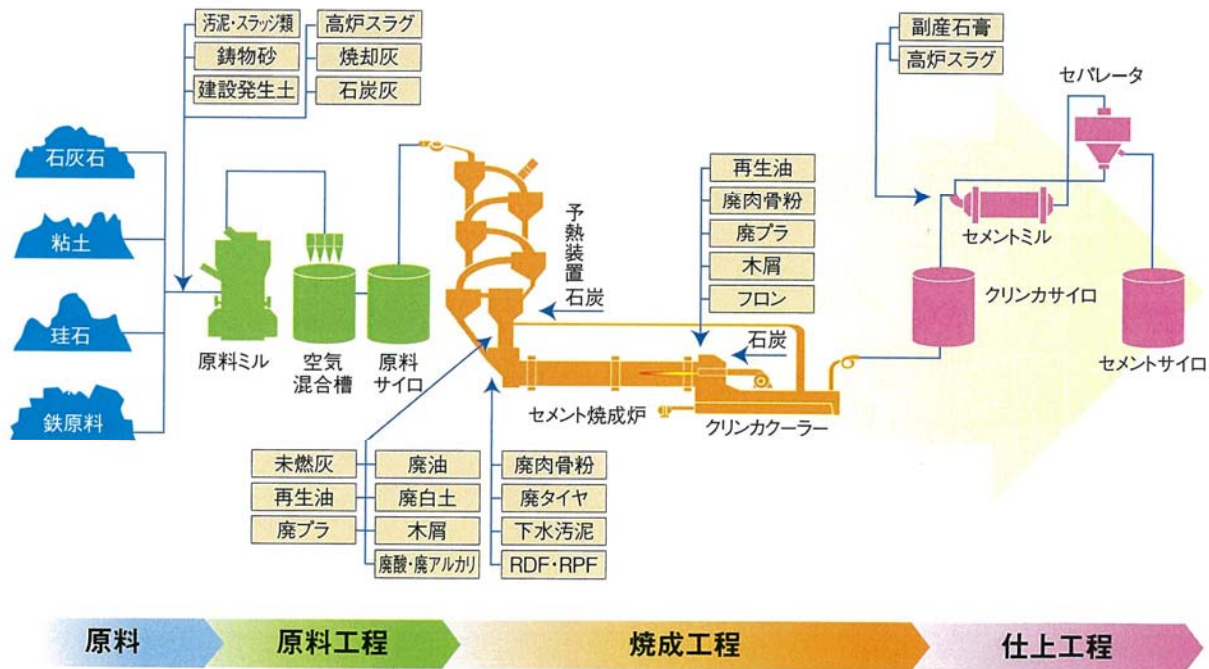 汚泥・スラッジ類
高炉スラグ
鋳物砂
焼却灰
建設発生土
石炭灰
副産石膏
高炉スラグ
セパレータ
石灰石
粘土
珪石
鉄原料
原料ミル
空気
混合槽
原料
サイロ
予熱装置
石炭
再生油
廃肉骨粉
廃プラ
木屑
フロン
石炭
セメント焼成炉
クリンカクーラー
セメントミル
クリンカサイロ
セメントサイロ
未燃灰
廃油
再生油
廃白土
廃プラ
木屑
廃酸・廃アルカリ
廃肉骨粉
廃タイヤ
下水汚泥
RDF・RPF
原料
原料工程
焼成工程
仕上工程